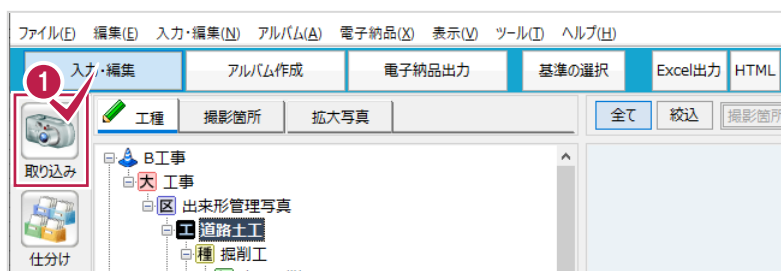 ファイル(F) 編集(E) 入力・編集(N) アルバム(A) 電子納品(X) 表示(V) ツール(T) ヘルプ(H)
入力・編集 アルバム作成 電子納品出力 基準の選択 Excel出力 HTML
1
工種 撮影箇所 拡大写真 全て 絞込 撮影箇所
取り込み
B工事
大 工事
区 出来形管理写真
工 道路土工
種 掘削工
仕分け